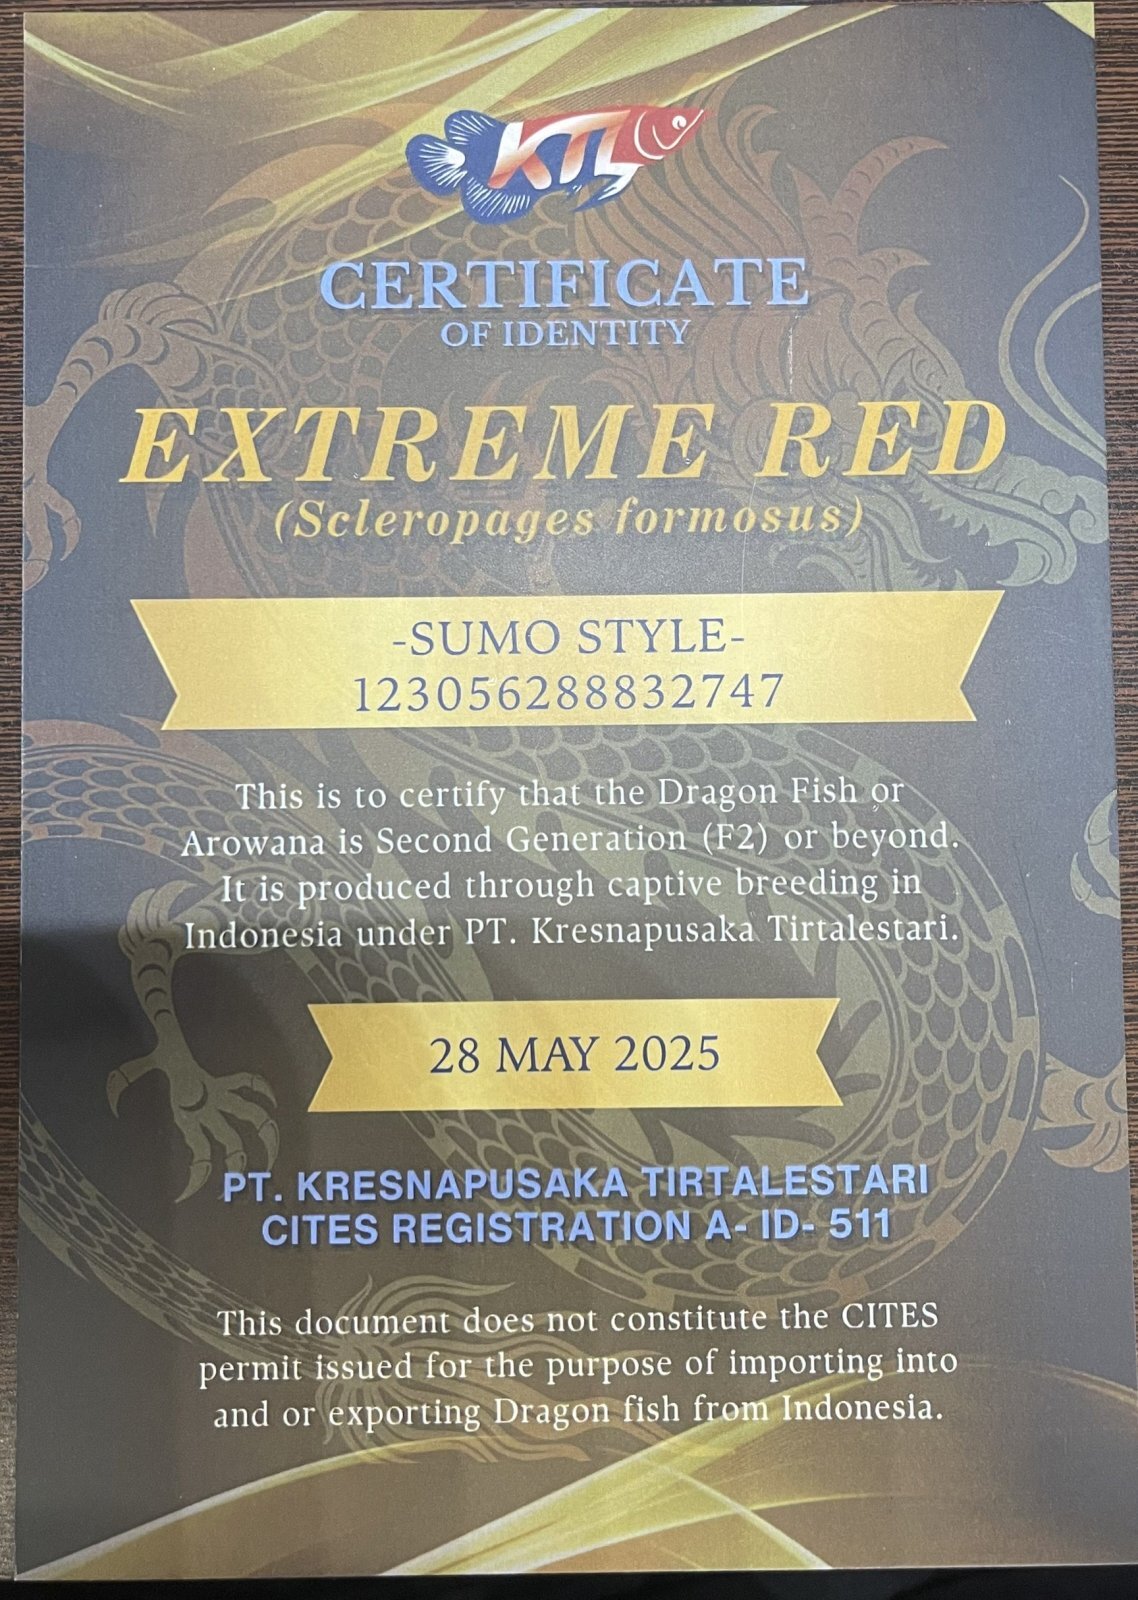 KTL
CERTIFICATE
OF IDENTITY
EXTREME RED
(Scleropages formosus)
-SUMO STYLE-
123056288832747
This is to certify that the Dragon Fish or
Arowana is Second Generation (F2) or beyond.
It is produced through captive breeding in
Indonesia under PT. Kresnapusaka Tirtalestari.
28 MAY 2025
PT. KRESNAPUSAKA TIRTALESTARI
CITES REGISTRATION A- ID- 511
This document does not constitute the CITES
permit issued for the purpose of importing into
and or exporting Dragon fish from Indonesia.